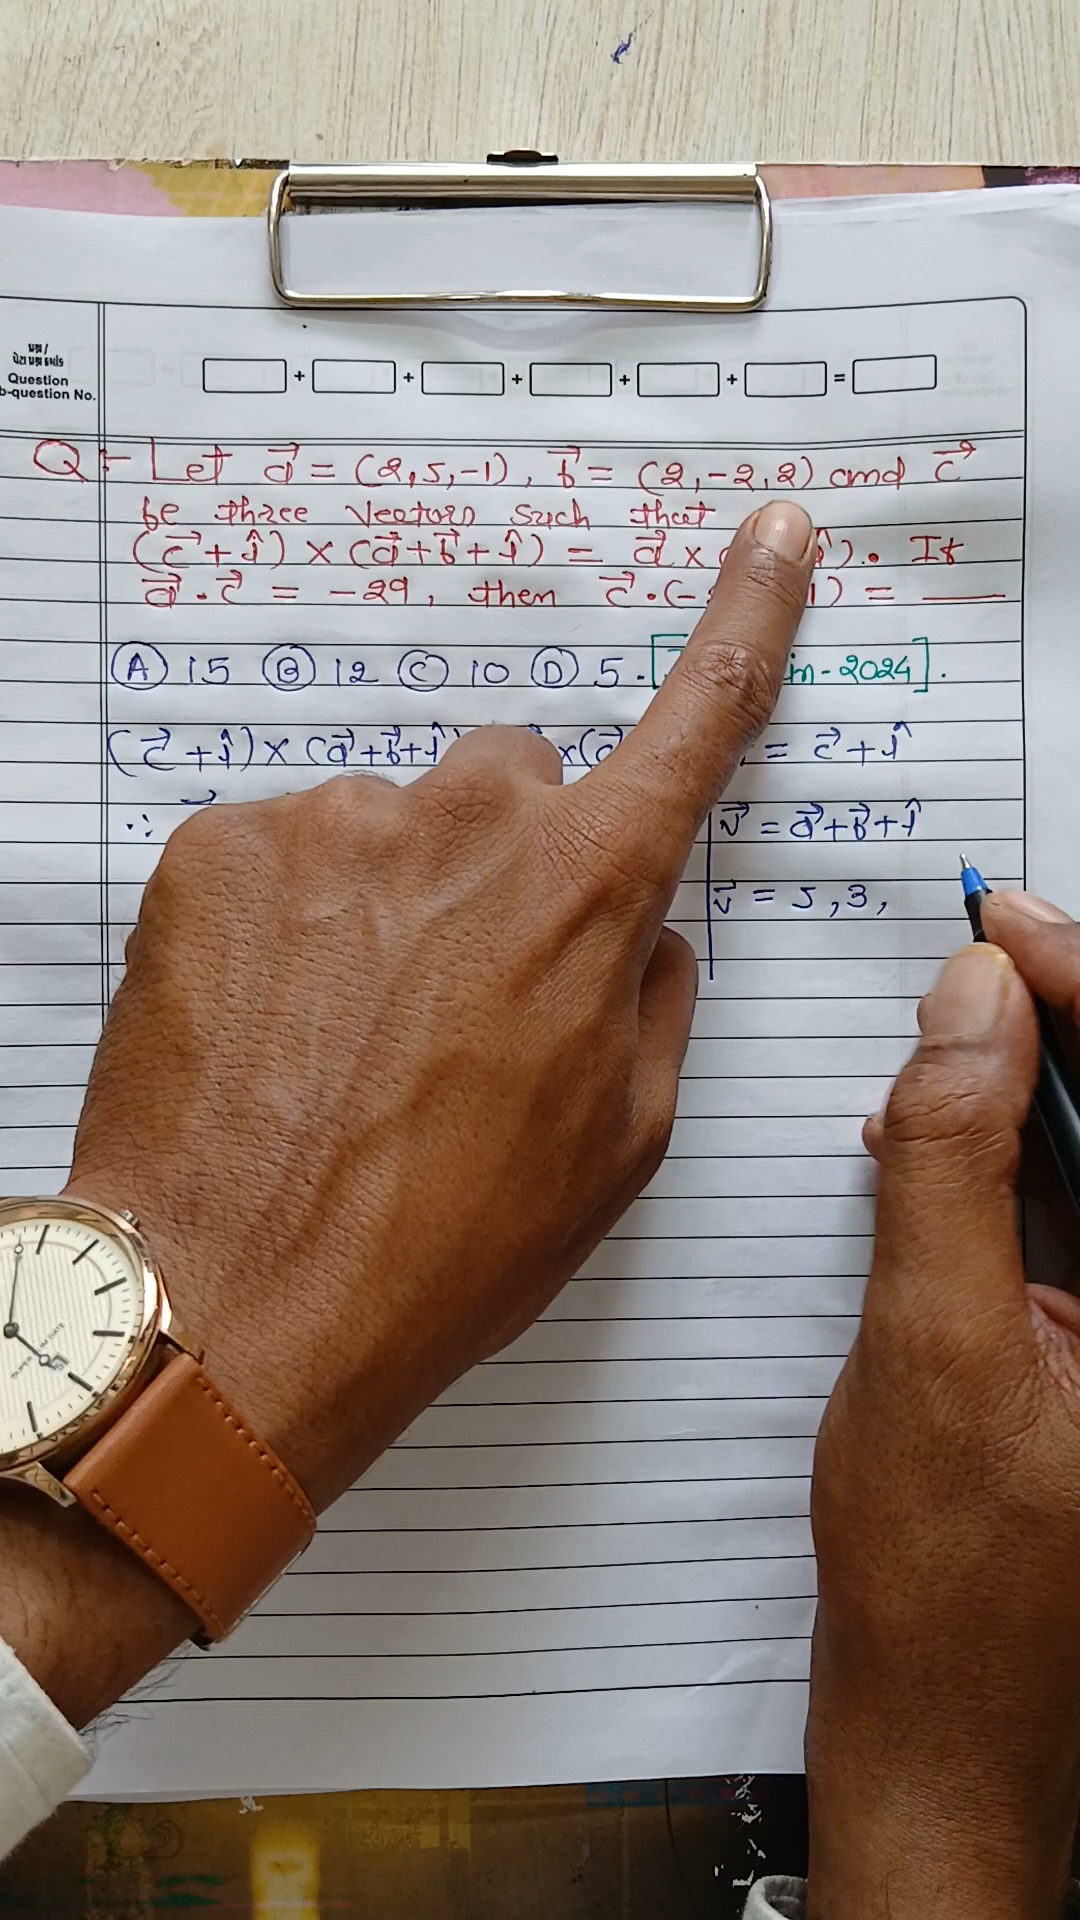 Question
b-question No.
+ + + + + =
Q:- Let a⃗ = (2,5,-1), b⃗ = (2,-2,2) and c⃗
be three vectors such that
(c⃗ + î) × (a⃗ + b⃗ + î) = a⃗ × ( ). If
a⃗ . c⃗ = -29, then c⃗ . (- 1) = ____
(A) 15 (B) 12 (C) 10 (D) 5. [ in-2024].
(c⃗ + î) × (a⃗ + b⃗ + î ×(c⃗ = c⃗ + î
∴ v⃗ = a⃗ + b⃗ + î
v⃗ = 5, 3,